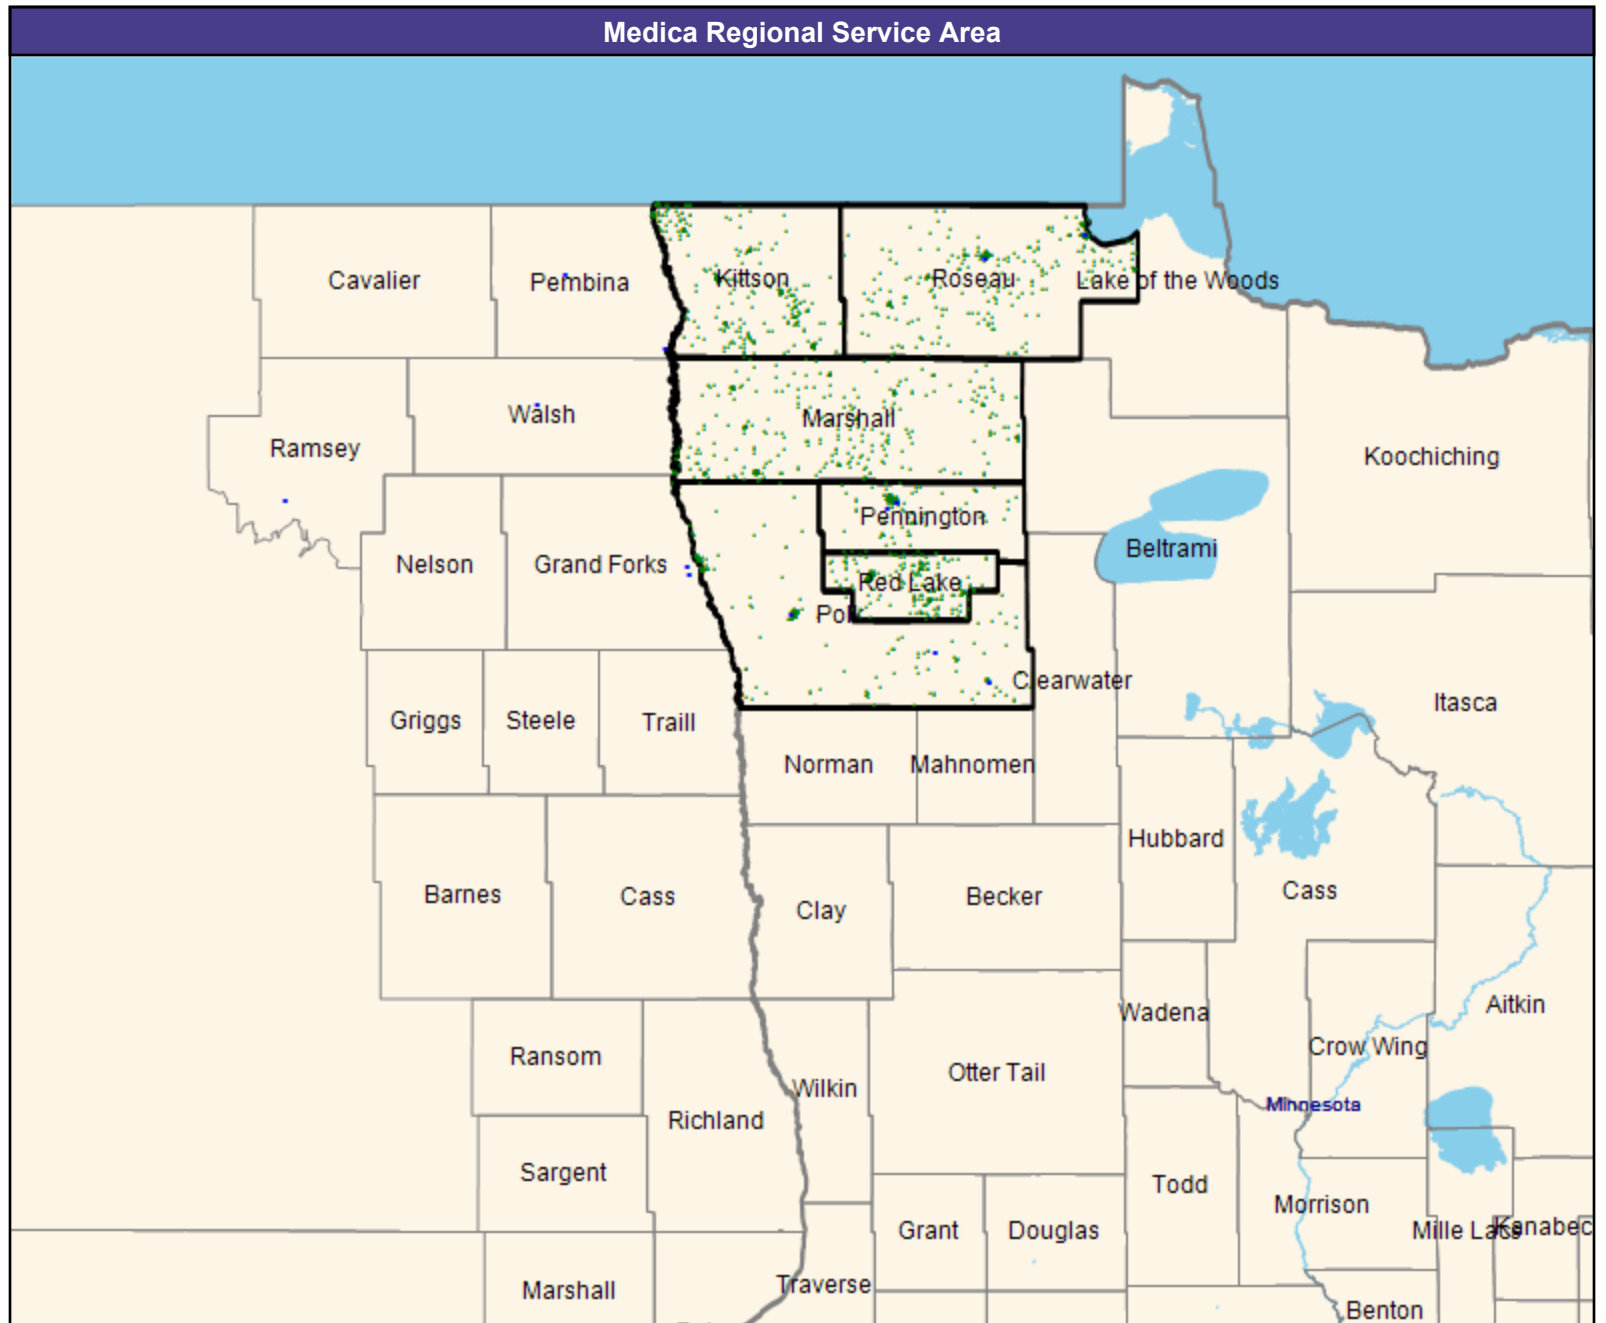 Medica Regional Service Area
Cavalier
Pembina
Kittson
Roseau
Lake of the Woods
Ramsey
Walsh
Marshall
Koochiching
Nelson
Grand Forks
Pennington
Beltrami
Red Lake
Polk
Clearwater
Griggs
Steele
Traill
Itasca
Norman
Mahnomen
Hubbard
Barnes
Cass
Clay
Becker
Cass
Wadena
Aitkin
Ransom
Crow Wing
Richland
Wilkin
Otter Tail
Minnesota
Sargent
Todd
Morrison
Grant
Douglas
Mille Lacs
Kanabec
Marshall
Traverse
Benton